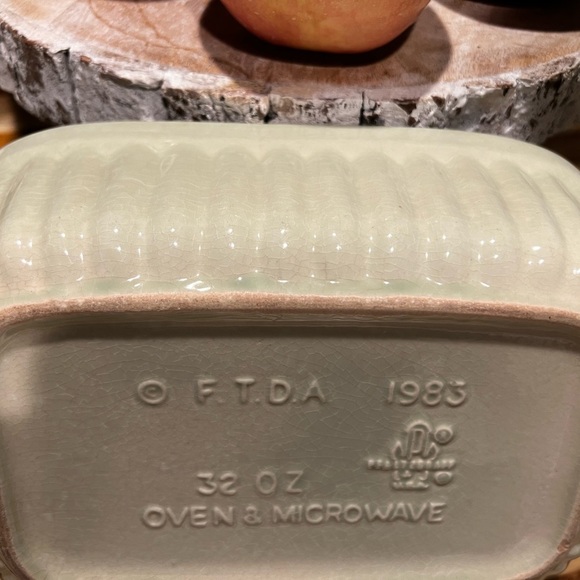 © F.T.D.A 1983
32 OZ
OVEN & MICROWAVE